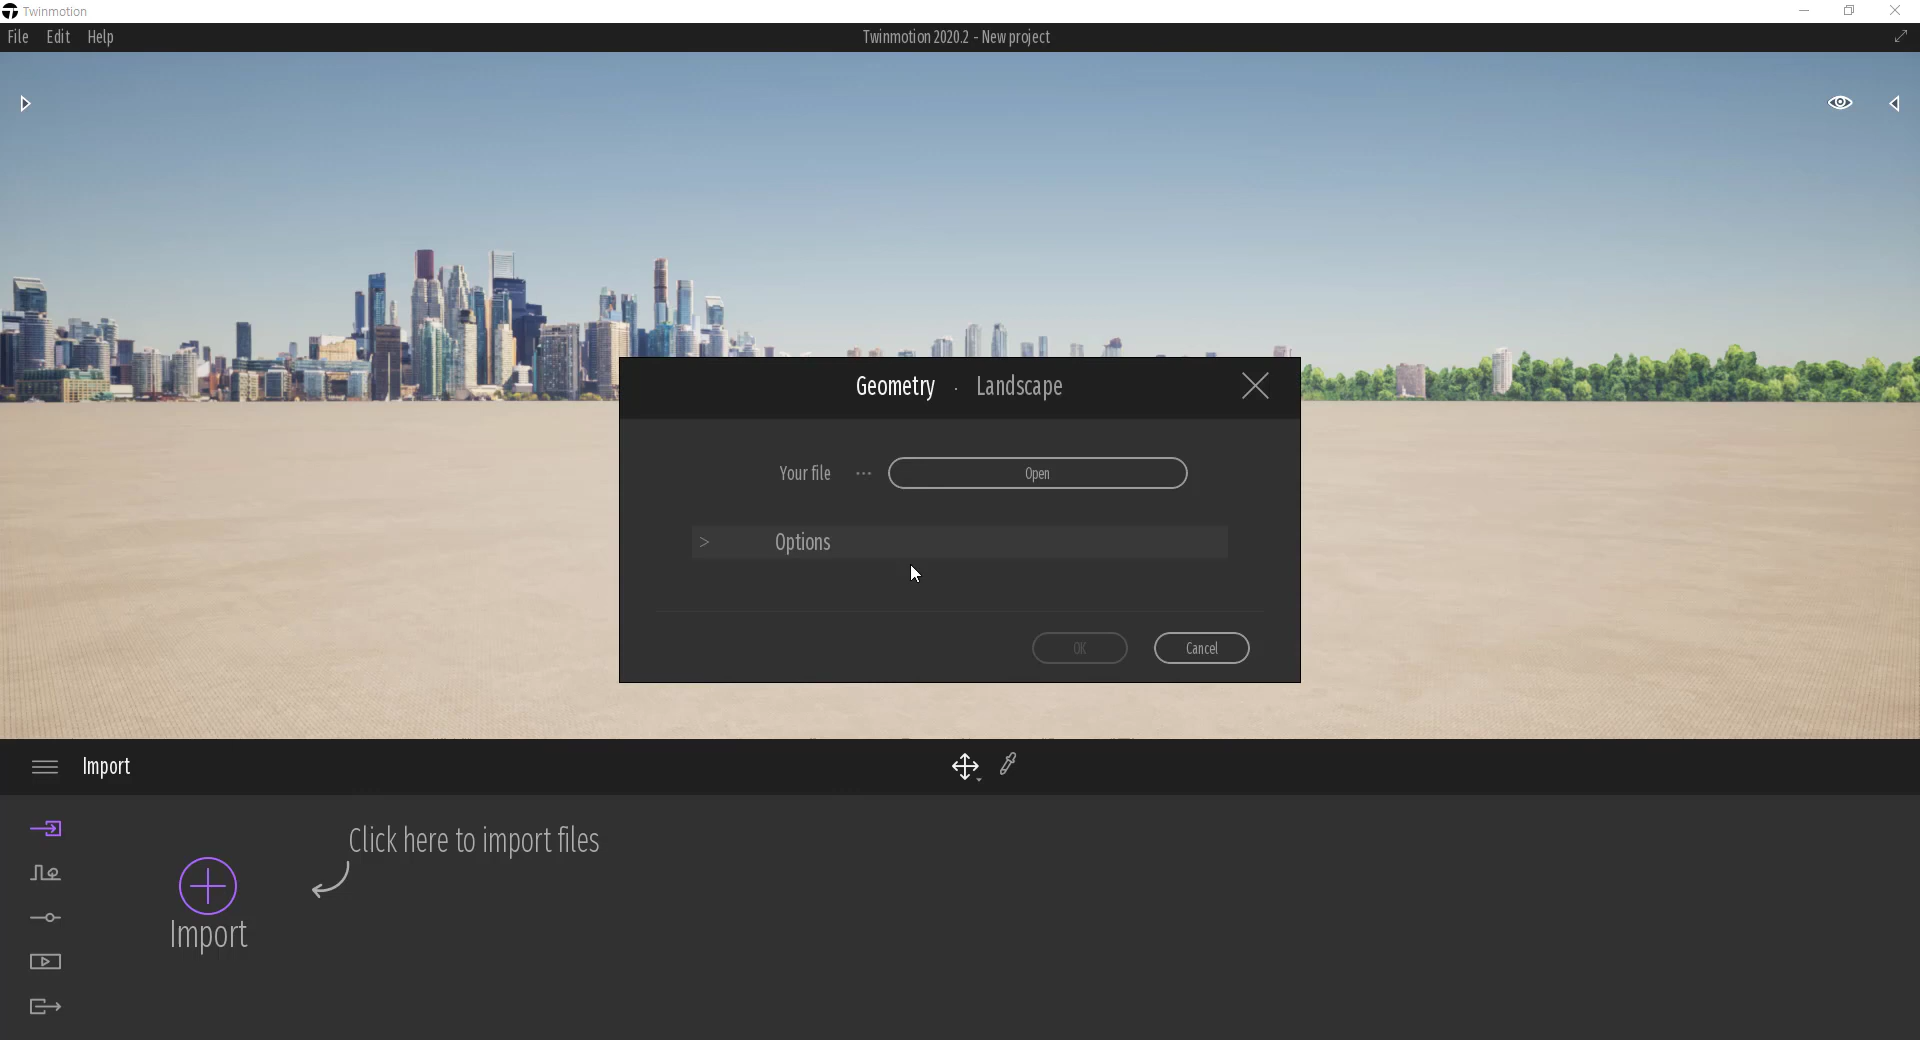 Twinmotion
File Edit Help
Twinmotion 2020.2 - New project
Geometry · Landscape
Your file ··· Open
> Options
OK Cancel
Import
Click here to import files
Import